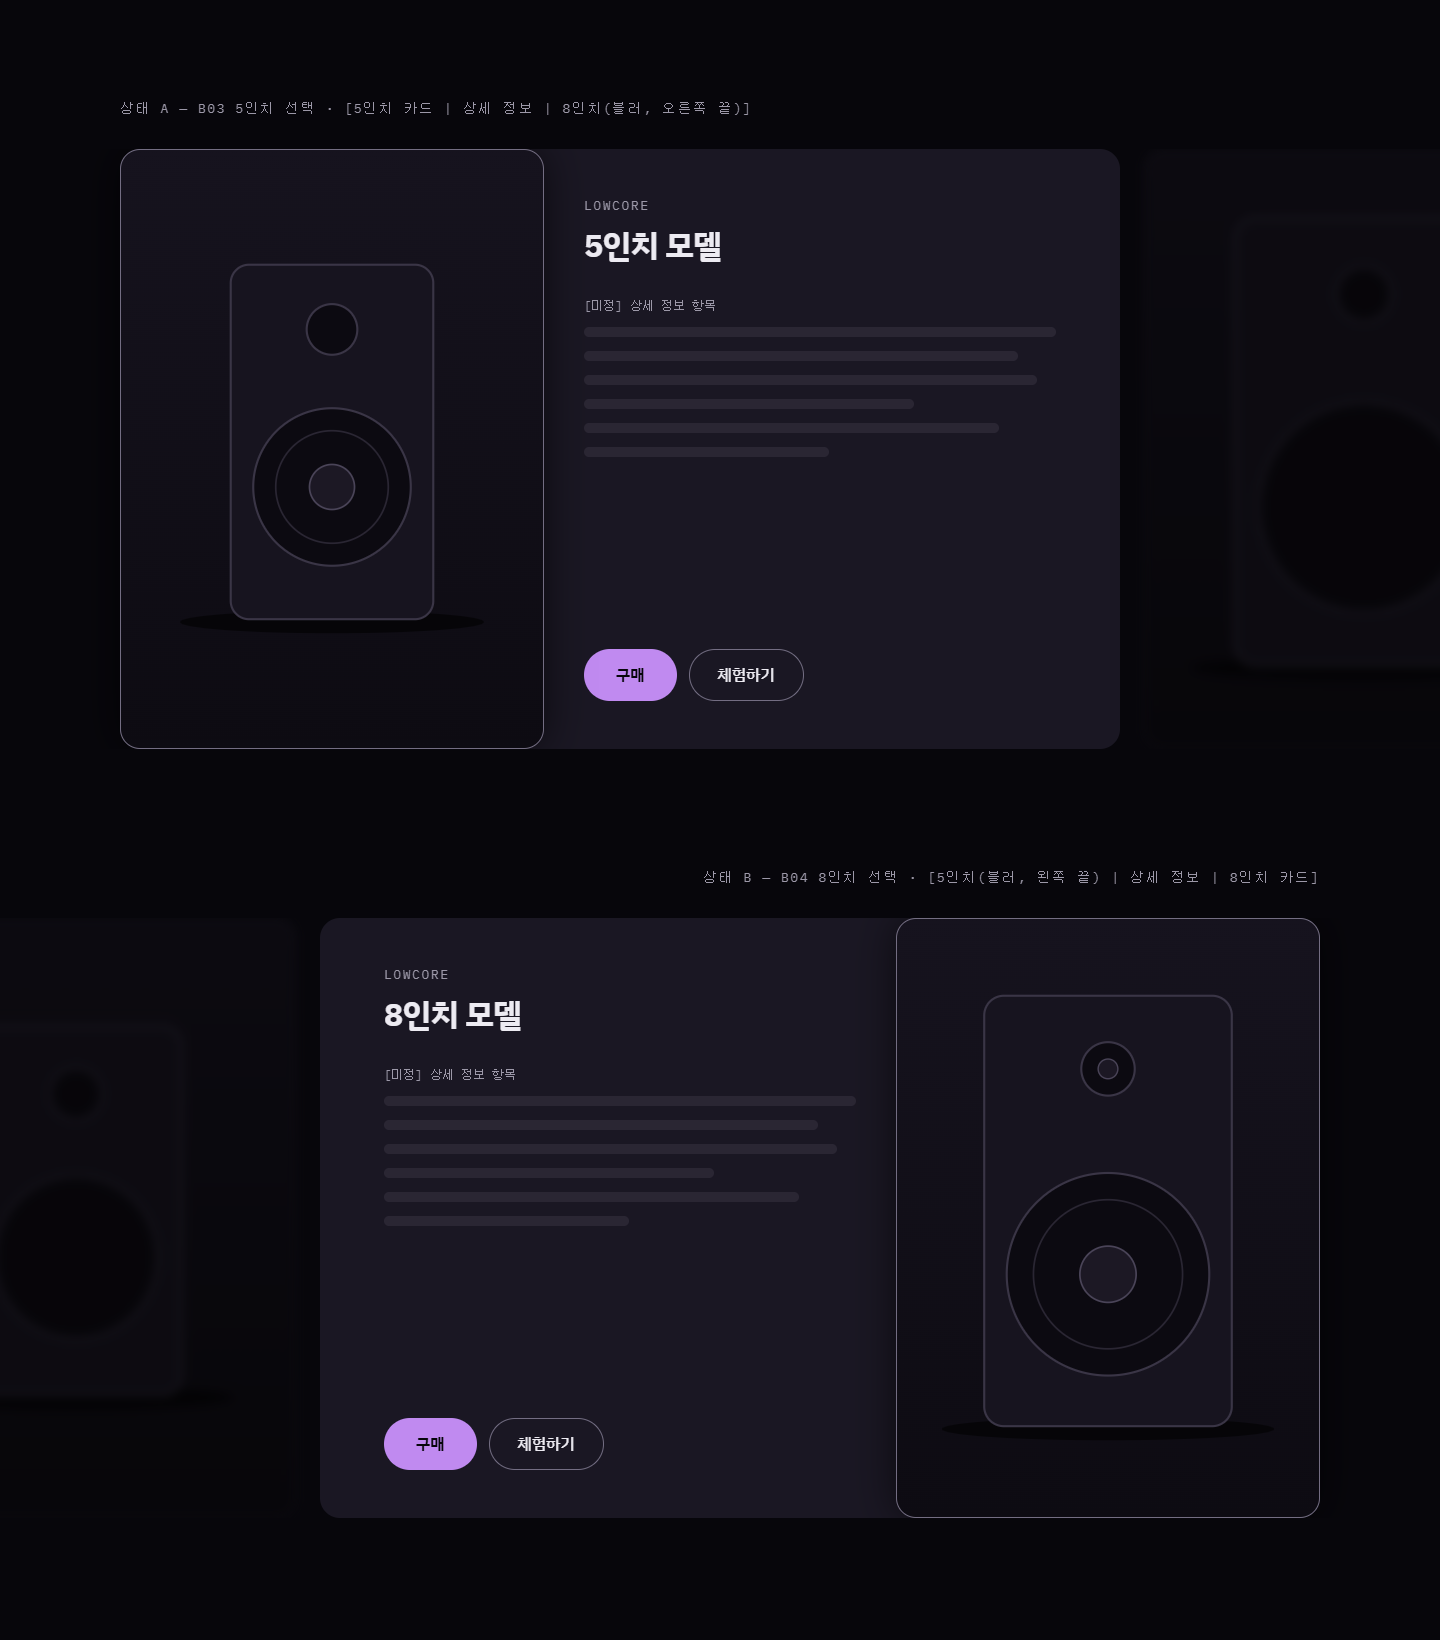 상태 A — B03 5인치 선택 · [5인치 카드 | 상세 정보 | 8인치(블러, 오른쪽 끝)]
LOWCORE
5인치 모델
[미정] 상세 정보 항목
구매
체험하기
상태 B — B04 8인치 선택 · [5인치(블러, 왼쪽 끝) | 상세 정보 | 8인치 카드]
LOWCORE
8인치 모델
[미정] 상세 정보 항목
구매
체험하기